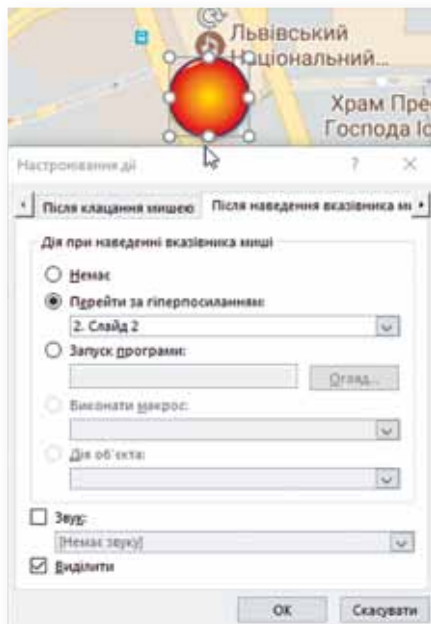 Львівський
Національний...
Храм Пре
Господа Іс
Настроювання дії ? ×
Після клацання мишею Після наведення вказівника ми
Дія при наведенні вказівника миші
Немає
Перейти за гіперпосиланням:
2. Слайд 2
Запуск програми:
Огляд...
Виконати макрос:
Дія об'єкта:
Звук:
[Немає звуку]
Виділити
ОК Скасувати